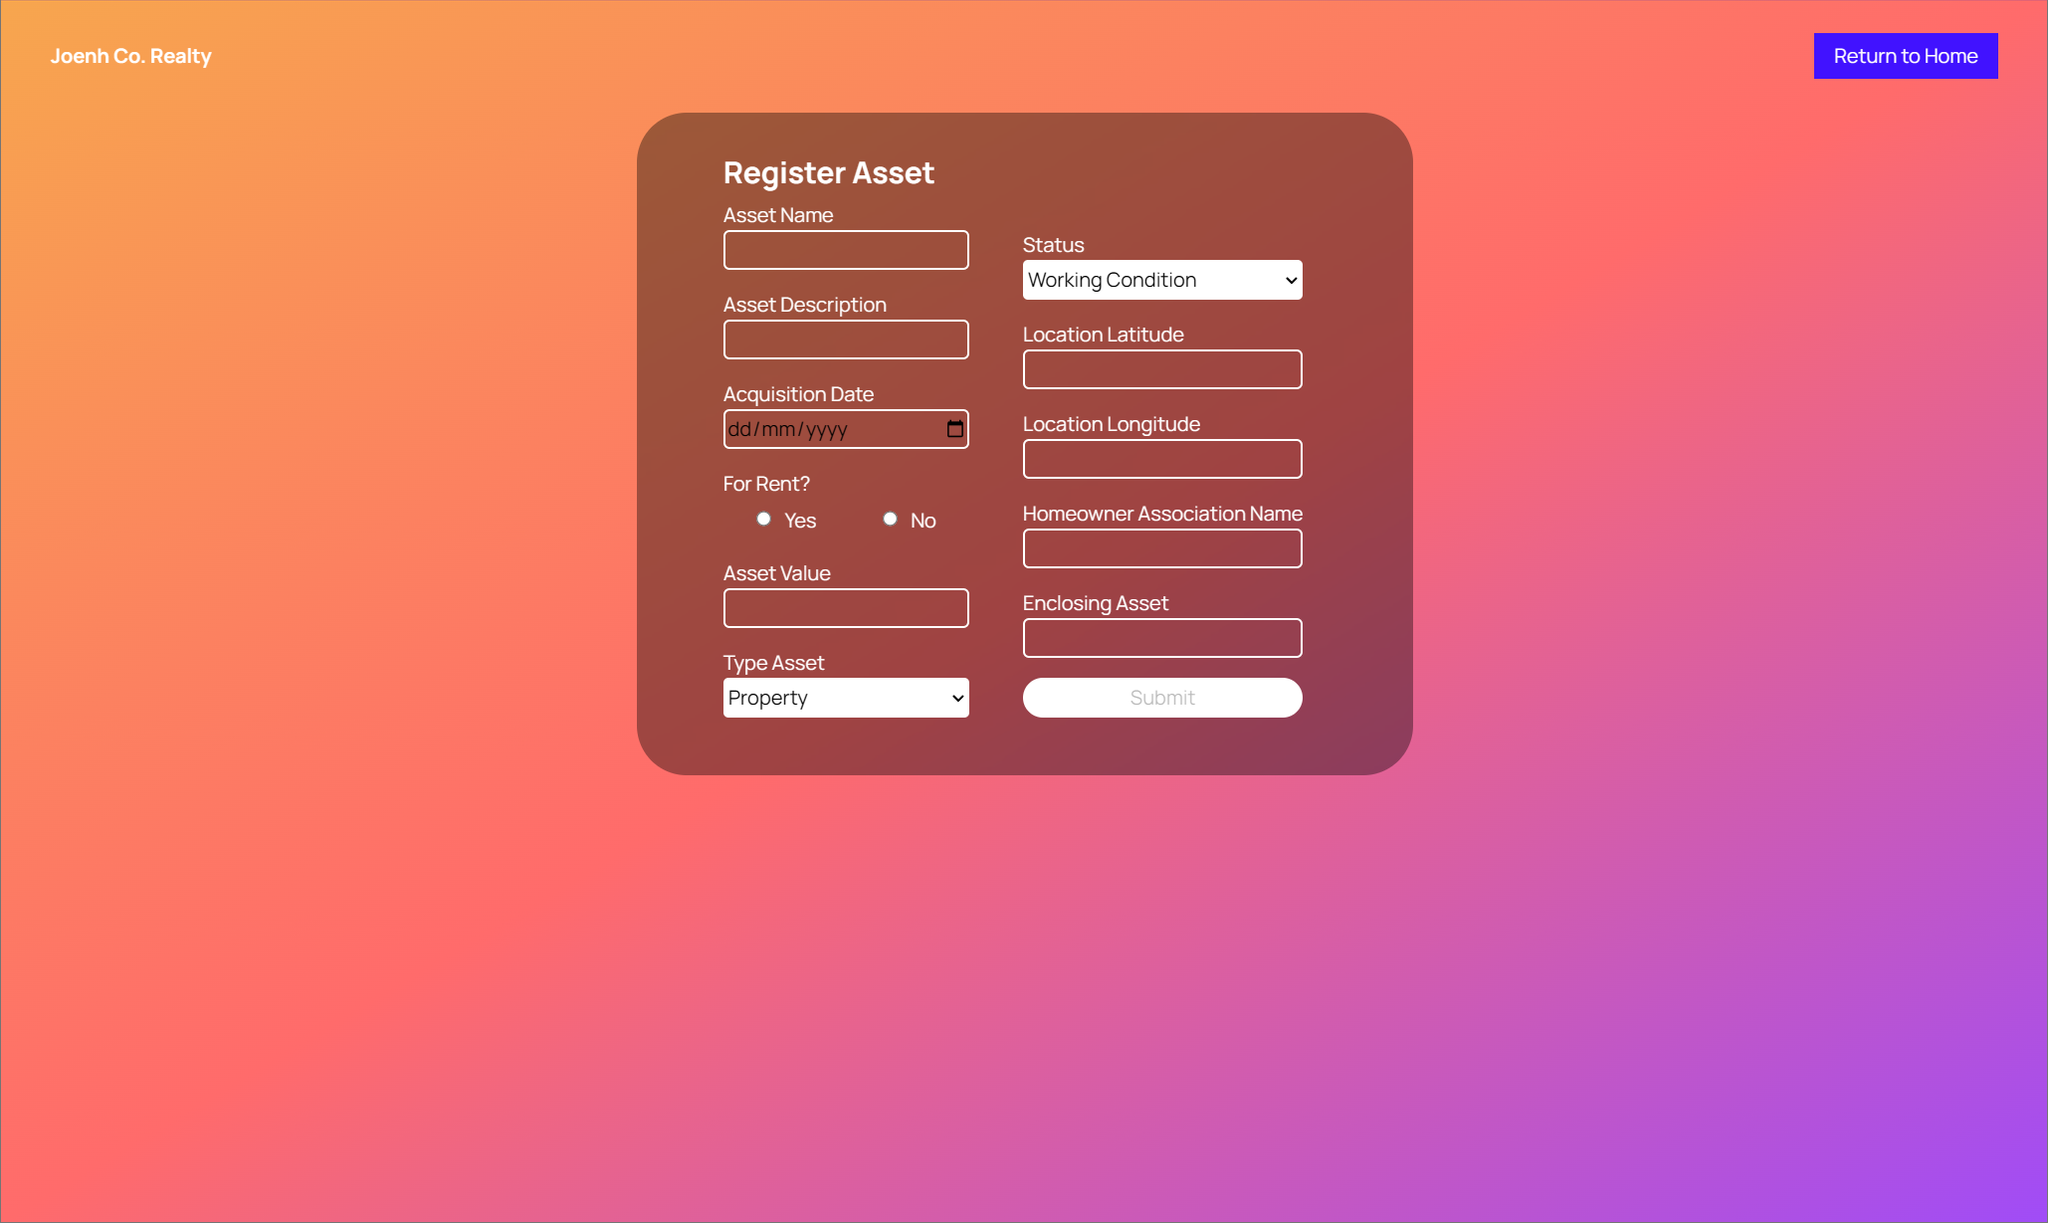 Joenh Co. Realty
Return to Home
Register Asset
Asset Name
Asset Description
Acquisition Date
dd/mm/yyyy
For Rent?
Yes
No
Asset Value
Type Asset
Property
Status
Working Condition
Location Latitude
Location Longitude
Homeowner Association Name
Enclosing Asset
Submit